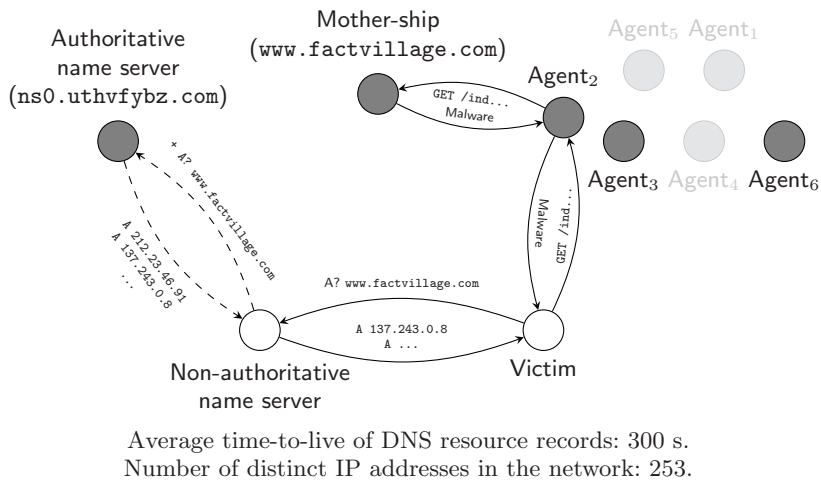 Authoritative
name server
(ns0.uthvfybz.com)
Mother-ship
(www.factvillage.com)
Agent5
Agent1
Agent2
GET /ind...
Malware
Agent3
Agent4
Agent6
+ A? www.factvillage.com
A 212.23.46.91
A 137.243.0.8
...
Malware
GET /ind...
A? www.factvillage.com
A 137.243.0.8
A ...
Non-authoritative
name server
Victim
Average time-to-live of DNS resource records: 300 s.
Number of distinct IP addresses in the network: 253.